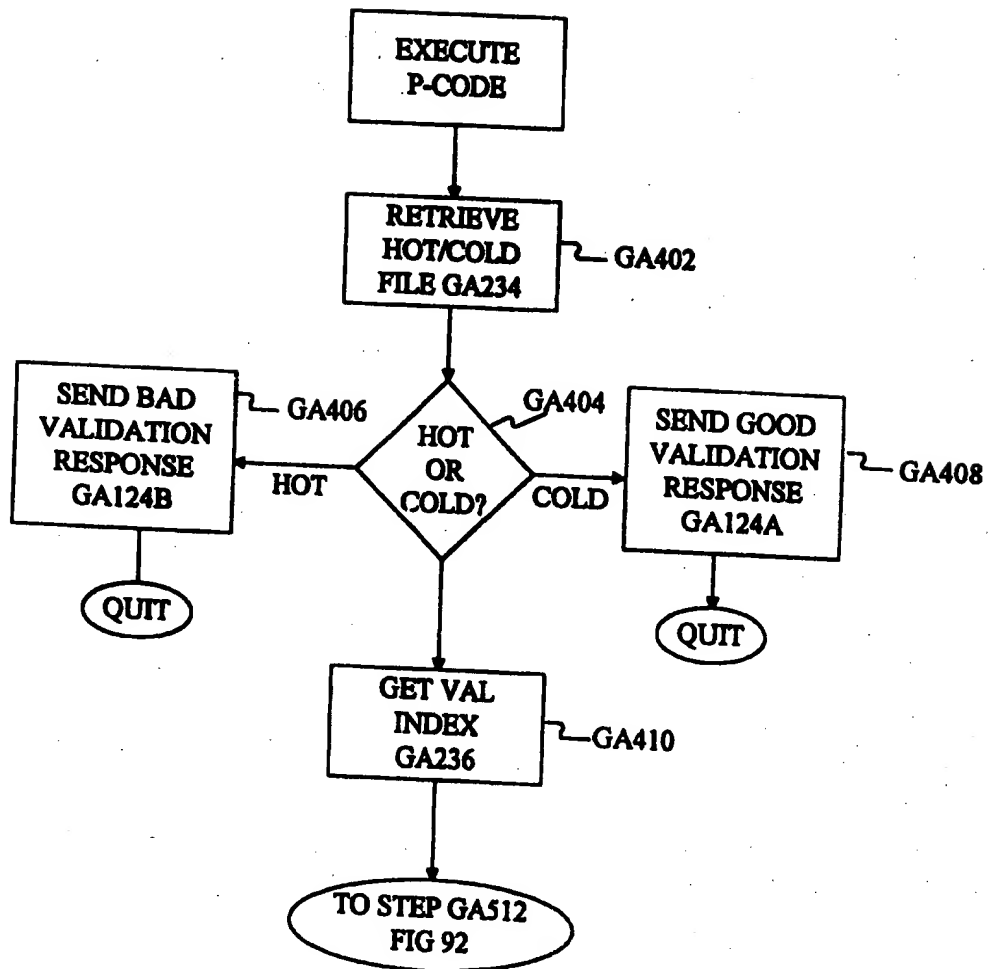 EXECUTE
P-CODE
RETRIEVE
HOT/COLD
FILE GA234
GA402
SEND BAD
VALIDATION
RESPONSE
GA124B
GA406
HOT
HOT
OR
COLD?
GA404
COLD
SEND GOOD
VALIDATION
RESPONSE
GA124A
GA408
QUIT
QUIT
GET VAL
INDEX
GA236
GA410
TO STEP GA512
FIG 92